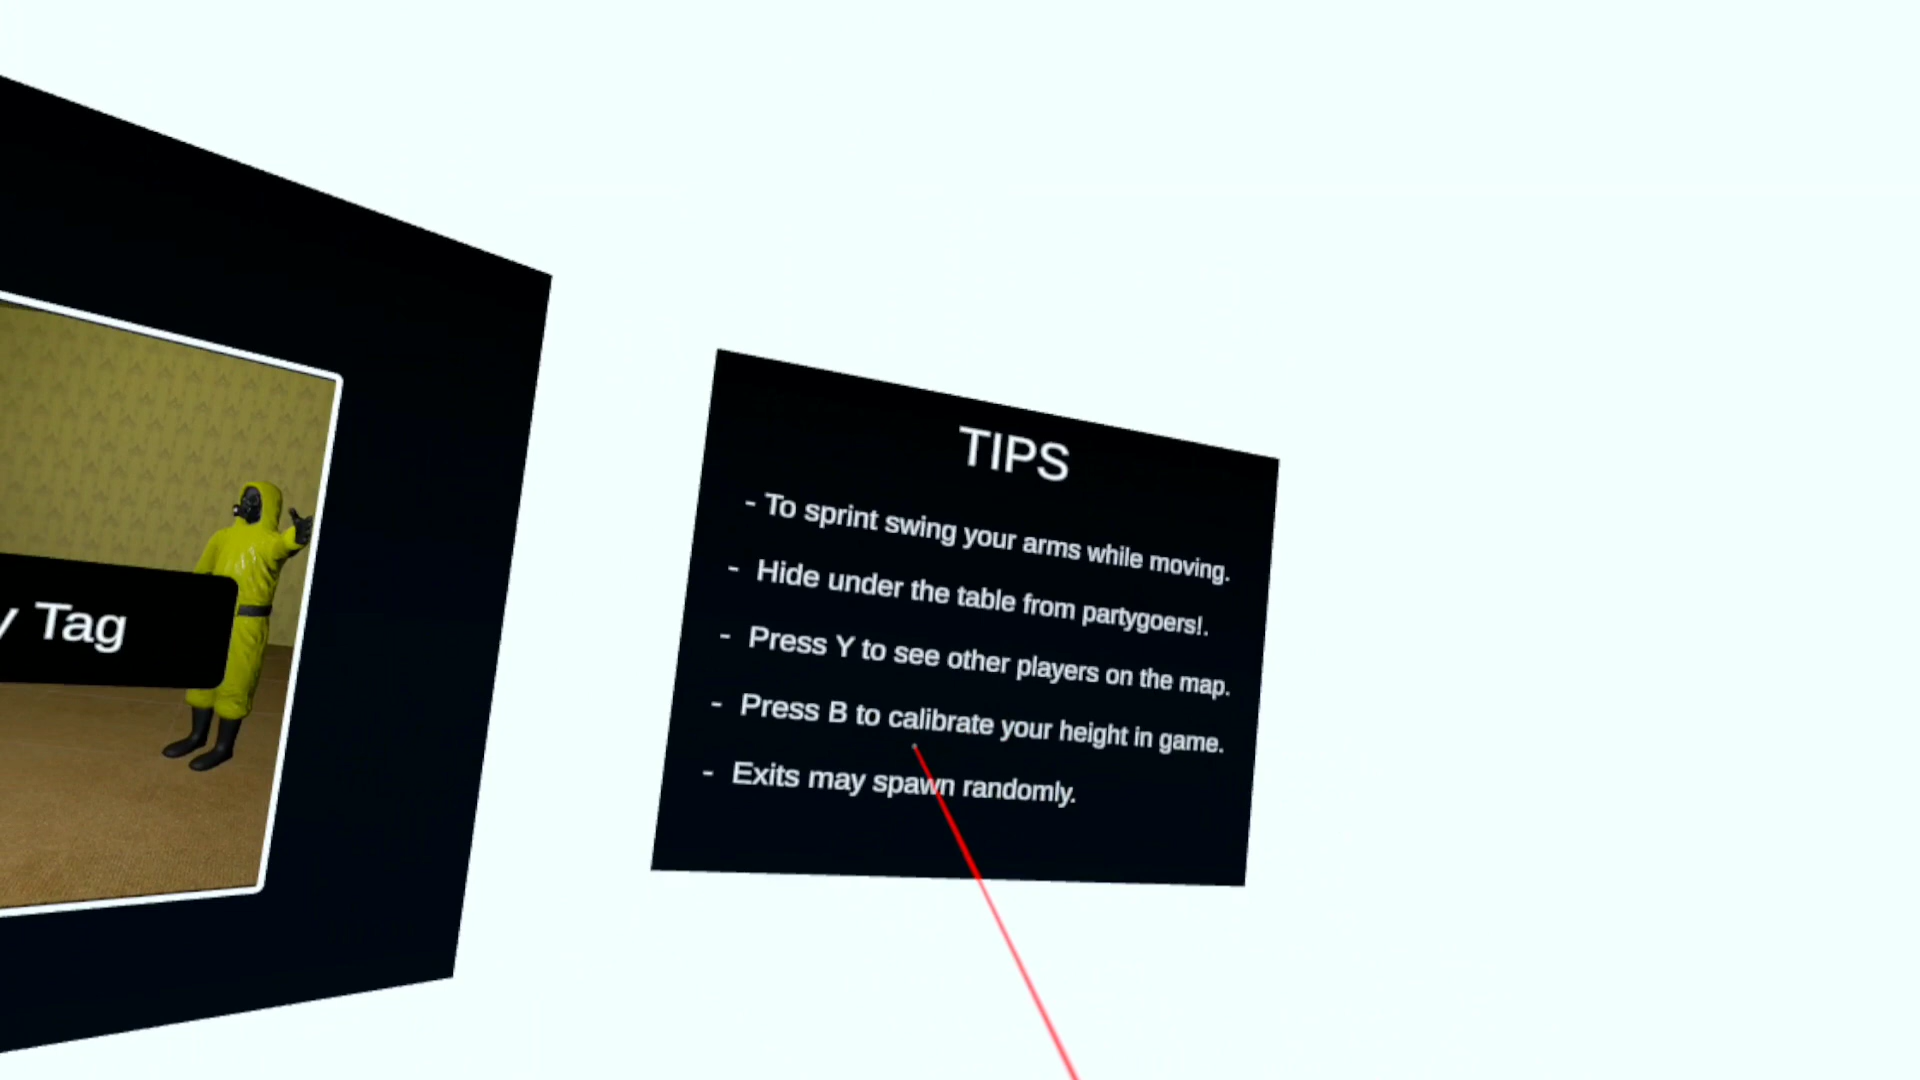 Tag
TIPS
- To sprint swing your arms while moving.
- Hide under the table from partygoers!.
- Press Y to see other players on the map.
- Press B to calibrate your height in game.
- Exits may spawn randomly.